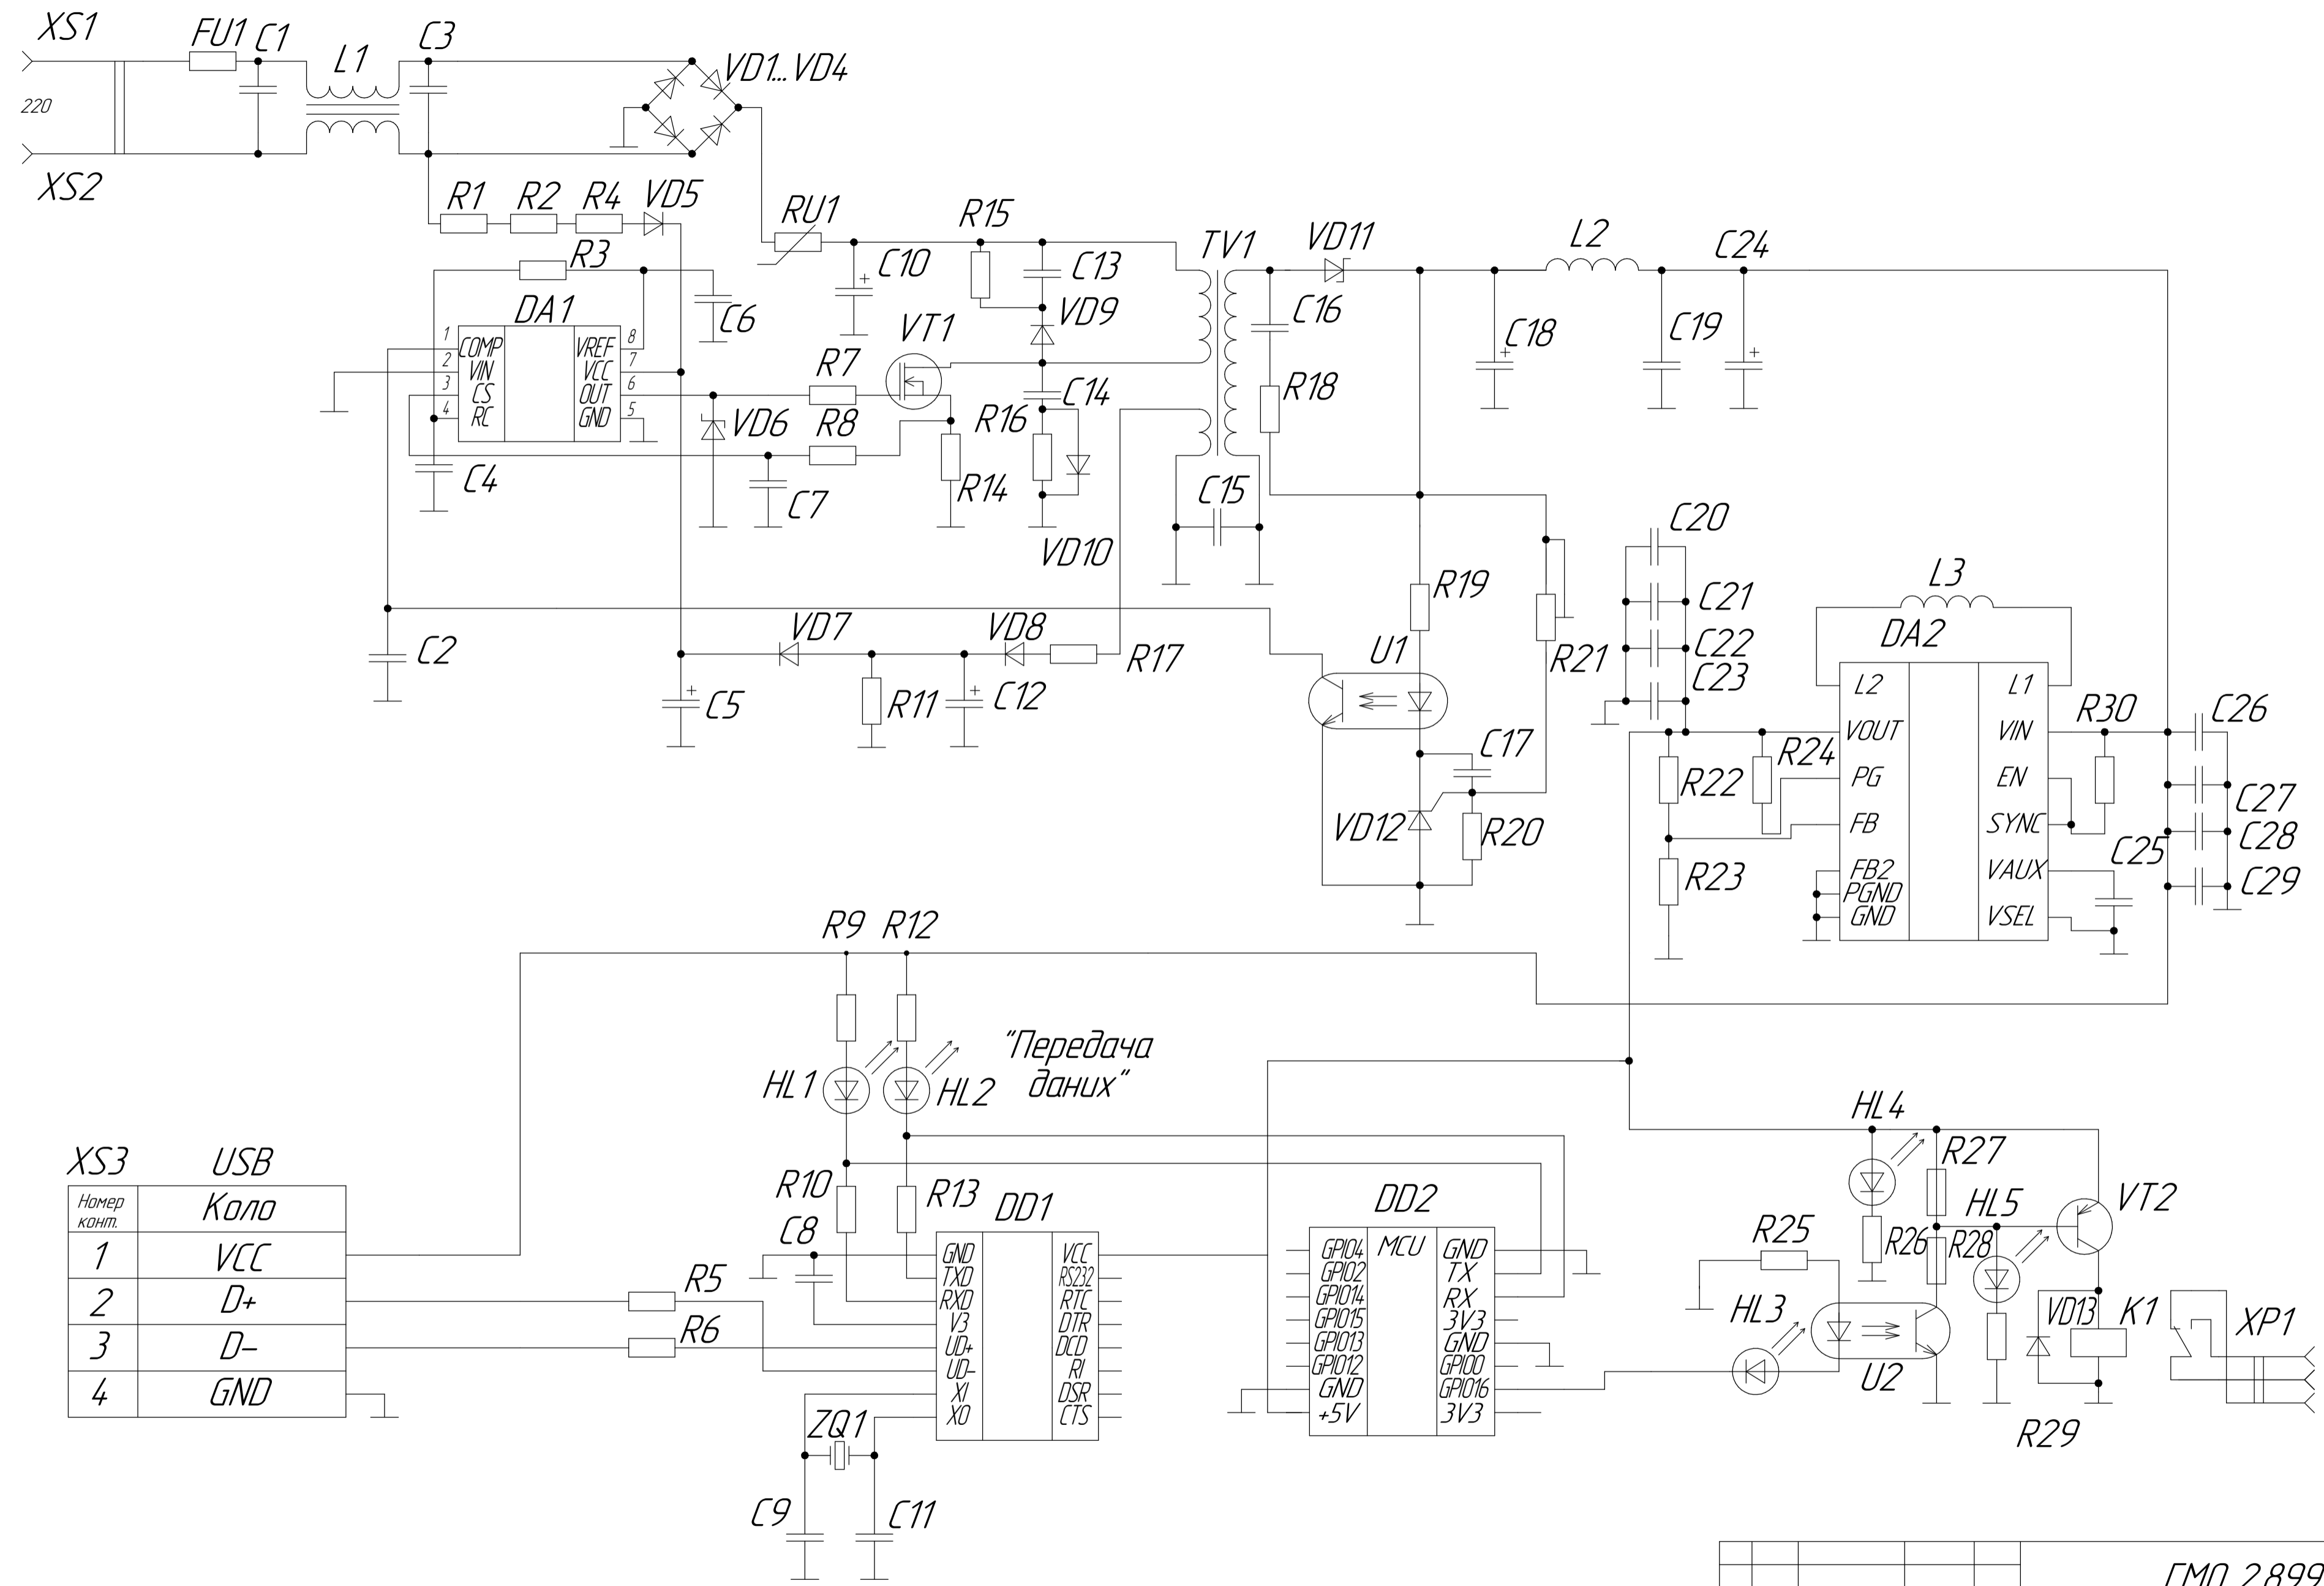 XS1
FU1
C1
L1
C3
VD1...VD4
220
XS2
R1
R2
R4
VD5
RU1
R15
TV1
VD11
L2
C24
R3
C10
+
C13
DA1
C6
VT1
VD9
C16
C18
+
C19
+
1
COMP
VREF
8
2
VIN
VCC
7
3
CS
OUT
6
4
RC
GND
5
R7
C14
R18
VD6
R8
R16
C4
C7
R14
C15
VD10
C20
R19
C21
L3
C2
VD7
VD8
R17
U1
R21
C22
DA2
C23
C5
+
R11
C12
+
L2
L1
VOUT
VIN
PG
EN
FB
SYNC
FB2
VAUX
PGND
GND
VSEL
R30
C26
C17
R22
R24
C27
VD12
R20
C28
R23
C25
C29
R9
R12
"Передача
даних"
HL1
HL2
HL4
XS3
USB
R10
R13
DD1
DD2
R27
HL5
VT2
Номер
конт.
Коло
C8
R25
R26
R28
1
VCC
2
D+
3
D-
4
GND
R5
R6
GND
VCC
TXD
RS232
RXD
RTC
V3
DTR
UD+
DCD
UD-
RI
XI
DSR
XO
CTS
MCU
GPIO4
GND
GPIO2
TX
GPIO14
RX
GPIO15
3V3
GPIO13
GND
GPIO12
GPIO0
GND
GPIO16
+5V
3V3
HL3
VD13
K1
XP1
U2
ZQ1
R29
C9
C11
ГМО 2.899